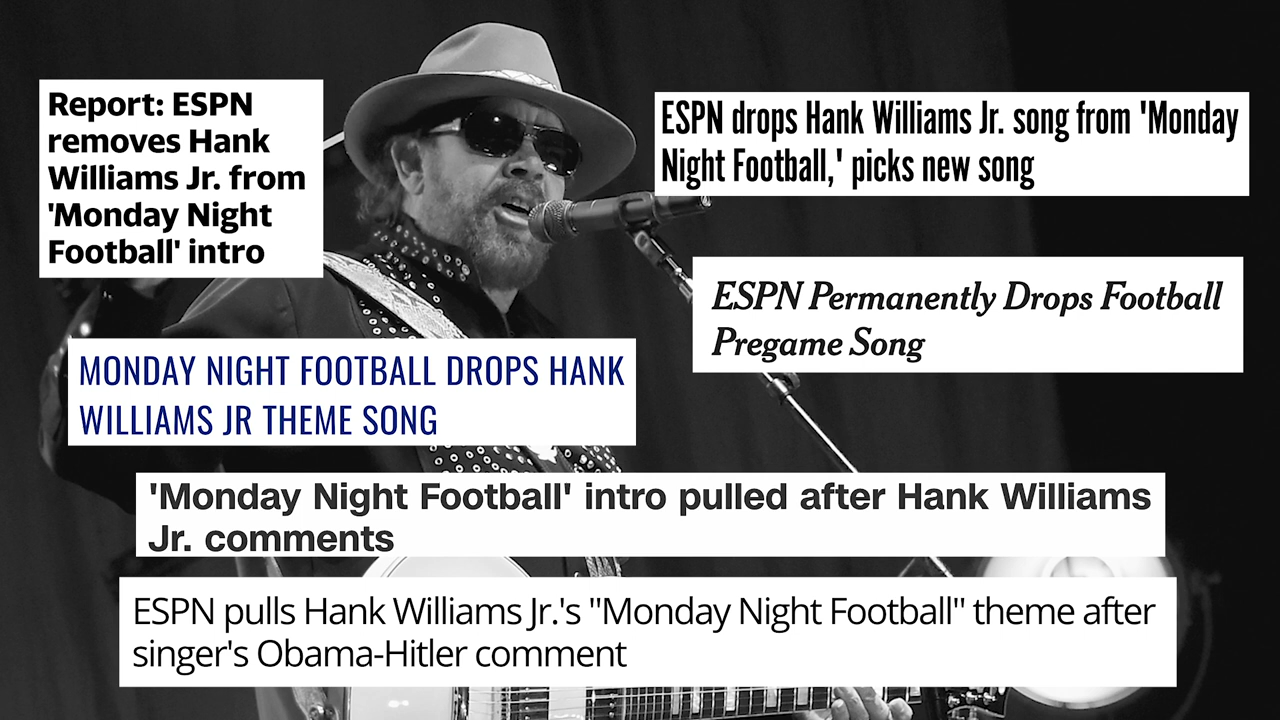 Report: ESPN
removes Hank
Williams Jr. from
'Monday Night
Football' intro
ESPN drops Hank Williams Jr. song from 'Monday
Night Football,' picks new song
ESPN Permanently Drops Football
Pregame Song
MONDAY NIGHT FOOTBALL DROPS HANK
WILLIAMS JR THEME SONG
'Monday Night Football' intro pulled after Hank Williams
Jr. comments
ESPN pulls Hank Williams Jr.'s "Monday Night Football" theme after
singer's Obama-Hitler comment